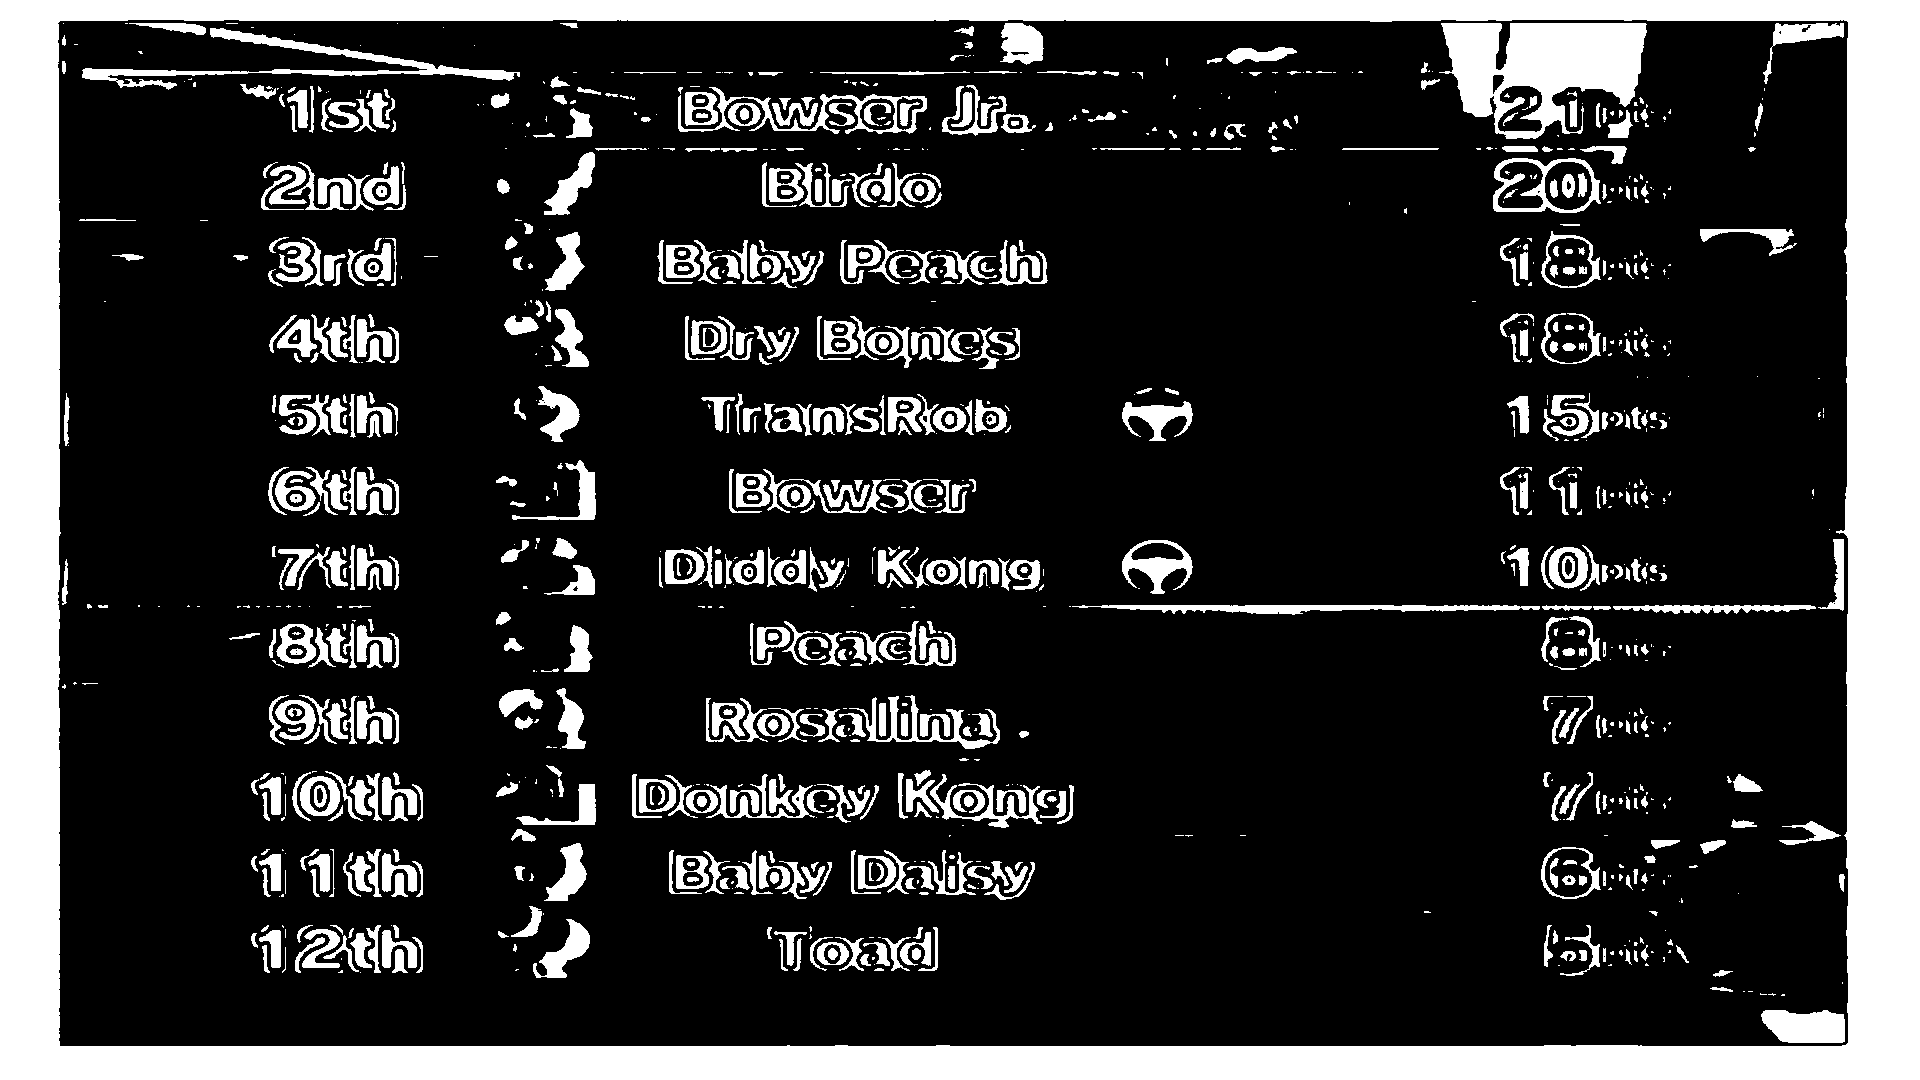 1st Bowser Jr. 21pts
2nd Birdo 20pts
3rd Baby Peach 18pts
4th Dry Bones 18pts
5th TransRob 15pts
6th Bowser 11pts
7th Diddy Kong 10pts
8th Peach 8pts
9th Rosalina 7pts
10th Donkey Kong 7pts
11th Baby Daisy 6pts
12th Toad 5pts